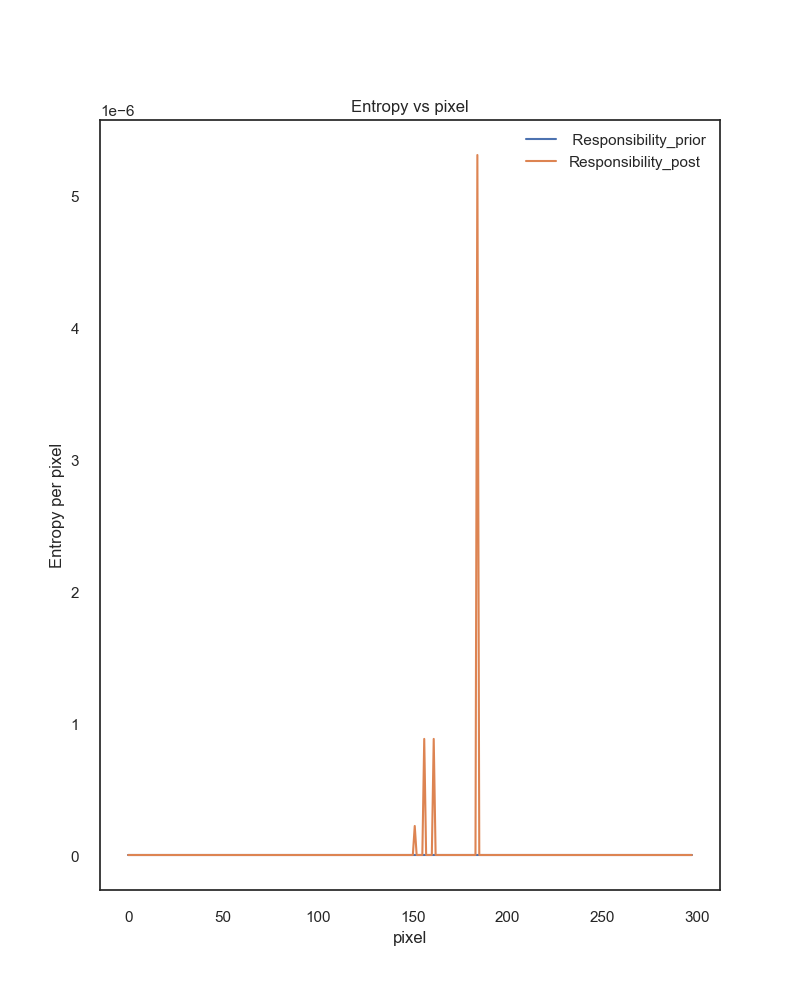 Entropy vs pixel
1e−6
Responsibility_prior
Responsibility_post
5
4
3
2
1
0
Entropy per pixel
0 50 100 150 200 250 300
pixel